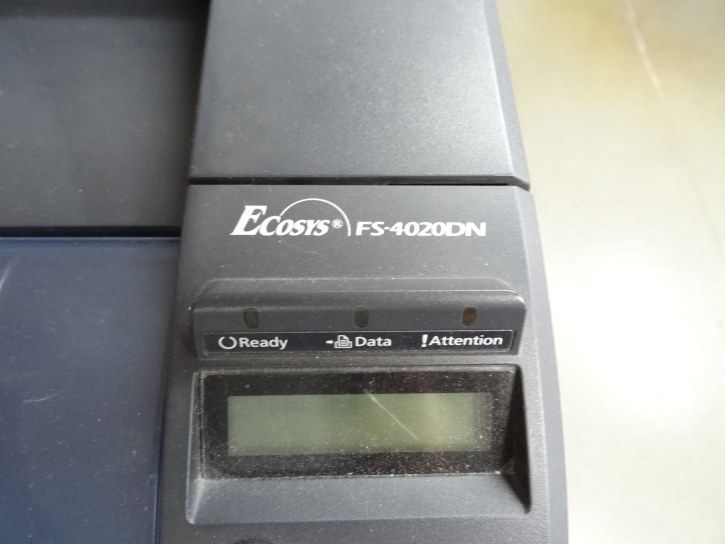 ECOSYS® FS-4020DN
Ready Data !Attention